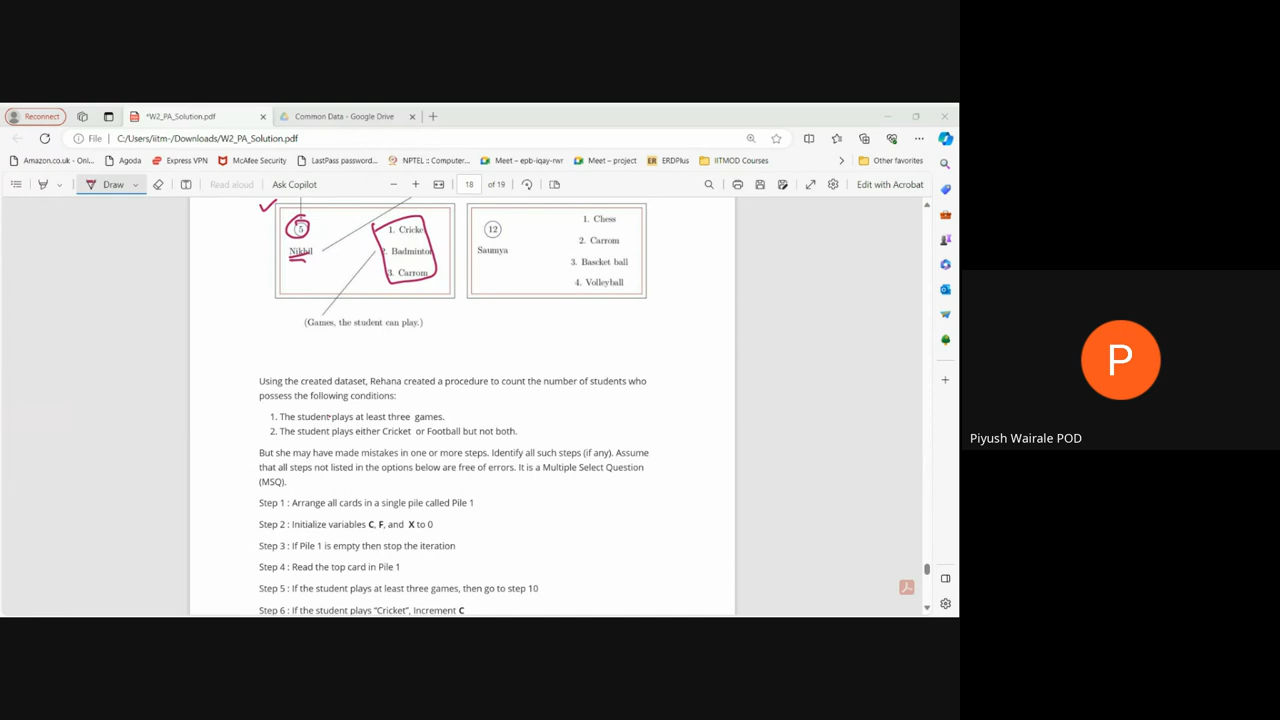 Reconnect
*W2_PA_Solution.pdf
Common Data - Google Drive
File
C:/Users/iitm-/Downloads/W2_PA_Solution.pdf
Amazon.co.uk - Onl...
Agoda
Express VPN
McAfee Security
LastPass password...
NPTEL :: Computer...
Meet – epb-iqay-rwr
Meet – project
ER ERDPlus
IITMOD Courses
Other favorites
Draw
Read aloud
Ask Copilot
18 of 19
Edit with Acrobat
5
1. Cricke
Nikhil
2. Badminton
3. Carrom
12
1. Chess
Saumya
2. Carrom
3. Bascket ball
4. Volleyball
(Games, the student can play.)
Using the created dataset, Rehana created a procedure to count the number of students who
possess the following conditions:
1. The student plays at least three games.
2. The student plays either Cricket or Football but not both.
But she may have made mistakes in one or more steps. Identify all such steps (if any). Assume
that all steps not listed in the options below are free of errors. It is a Multiple Select Question
(MSQ).
Step 1 : Arrange all cards in a single pile called Pile 1
Step 2 : Initialize variables C, F, and X to 0
Step 3 : If Pile 1 is empty then stop the iteration
Step 4 : Read the top card in Pile 1
Step 5 : If the student plays at least three games, then go to step 10
Step 6 : If the student plays "Cricket", Increment C
P
Piyush Wairale POD